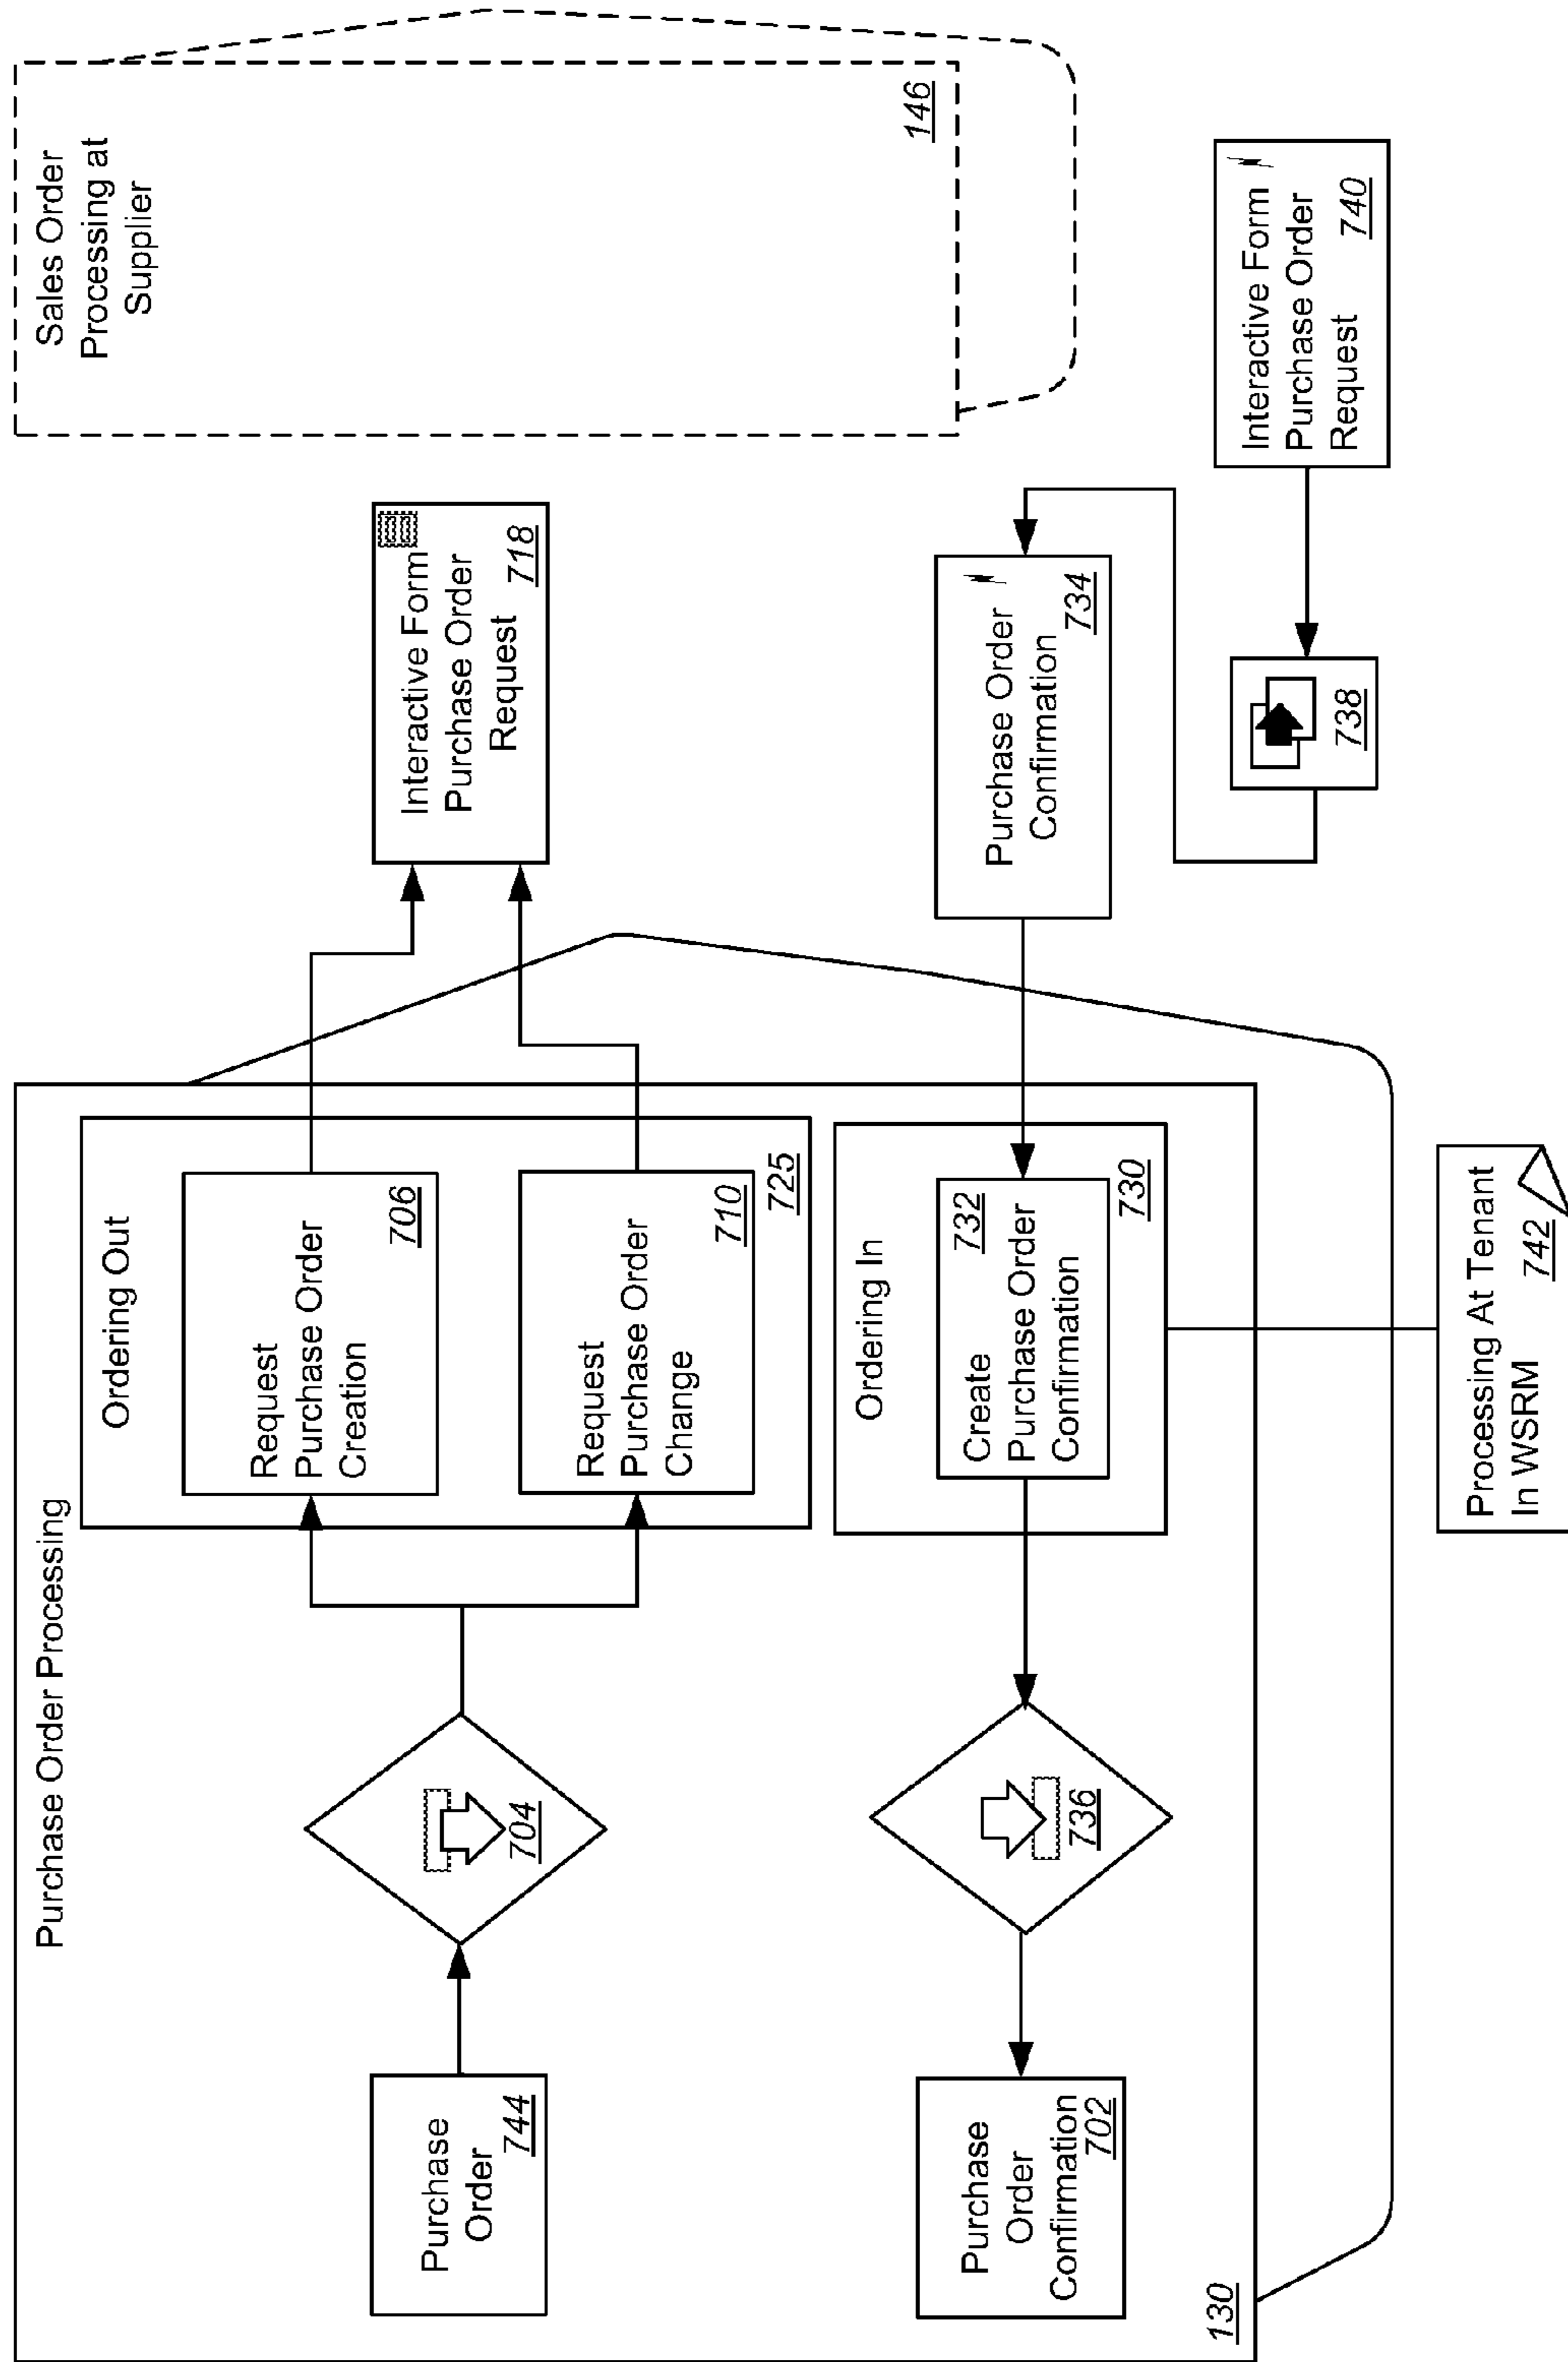 Purchase Order Processing
Purchase
Order
744
704
Ordering Out
Request
Purchase Order
Creation
706
Request
Purchase Order
Change
710
725
Interactive Form
Purchase Order
Request
718
Sales Order
Processing at
Supplier
146
Purchase
Order
Confirmation
702
736
Ordering In
Create
732
Purchase Order
Confirmation
730
Purchase Order
Confirmation
734
738
Interactive Form
Purchase Order
Request
740
130
Processing At Tenant
In WSRM
742